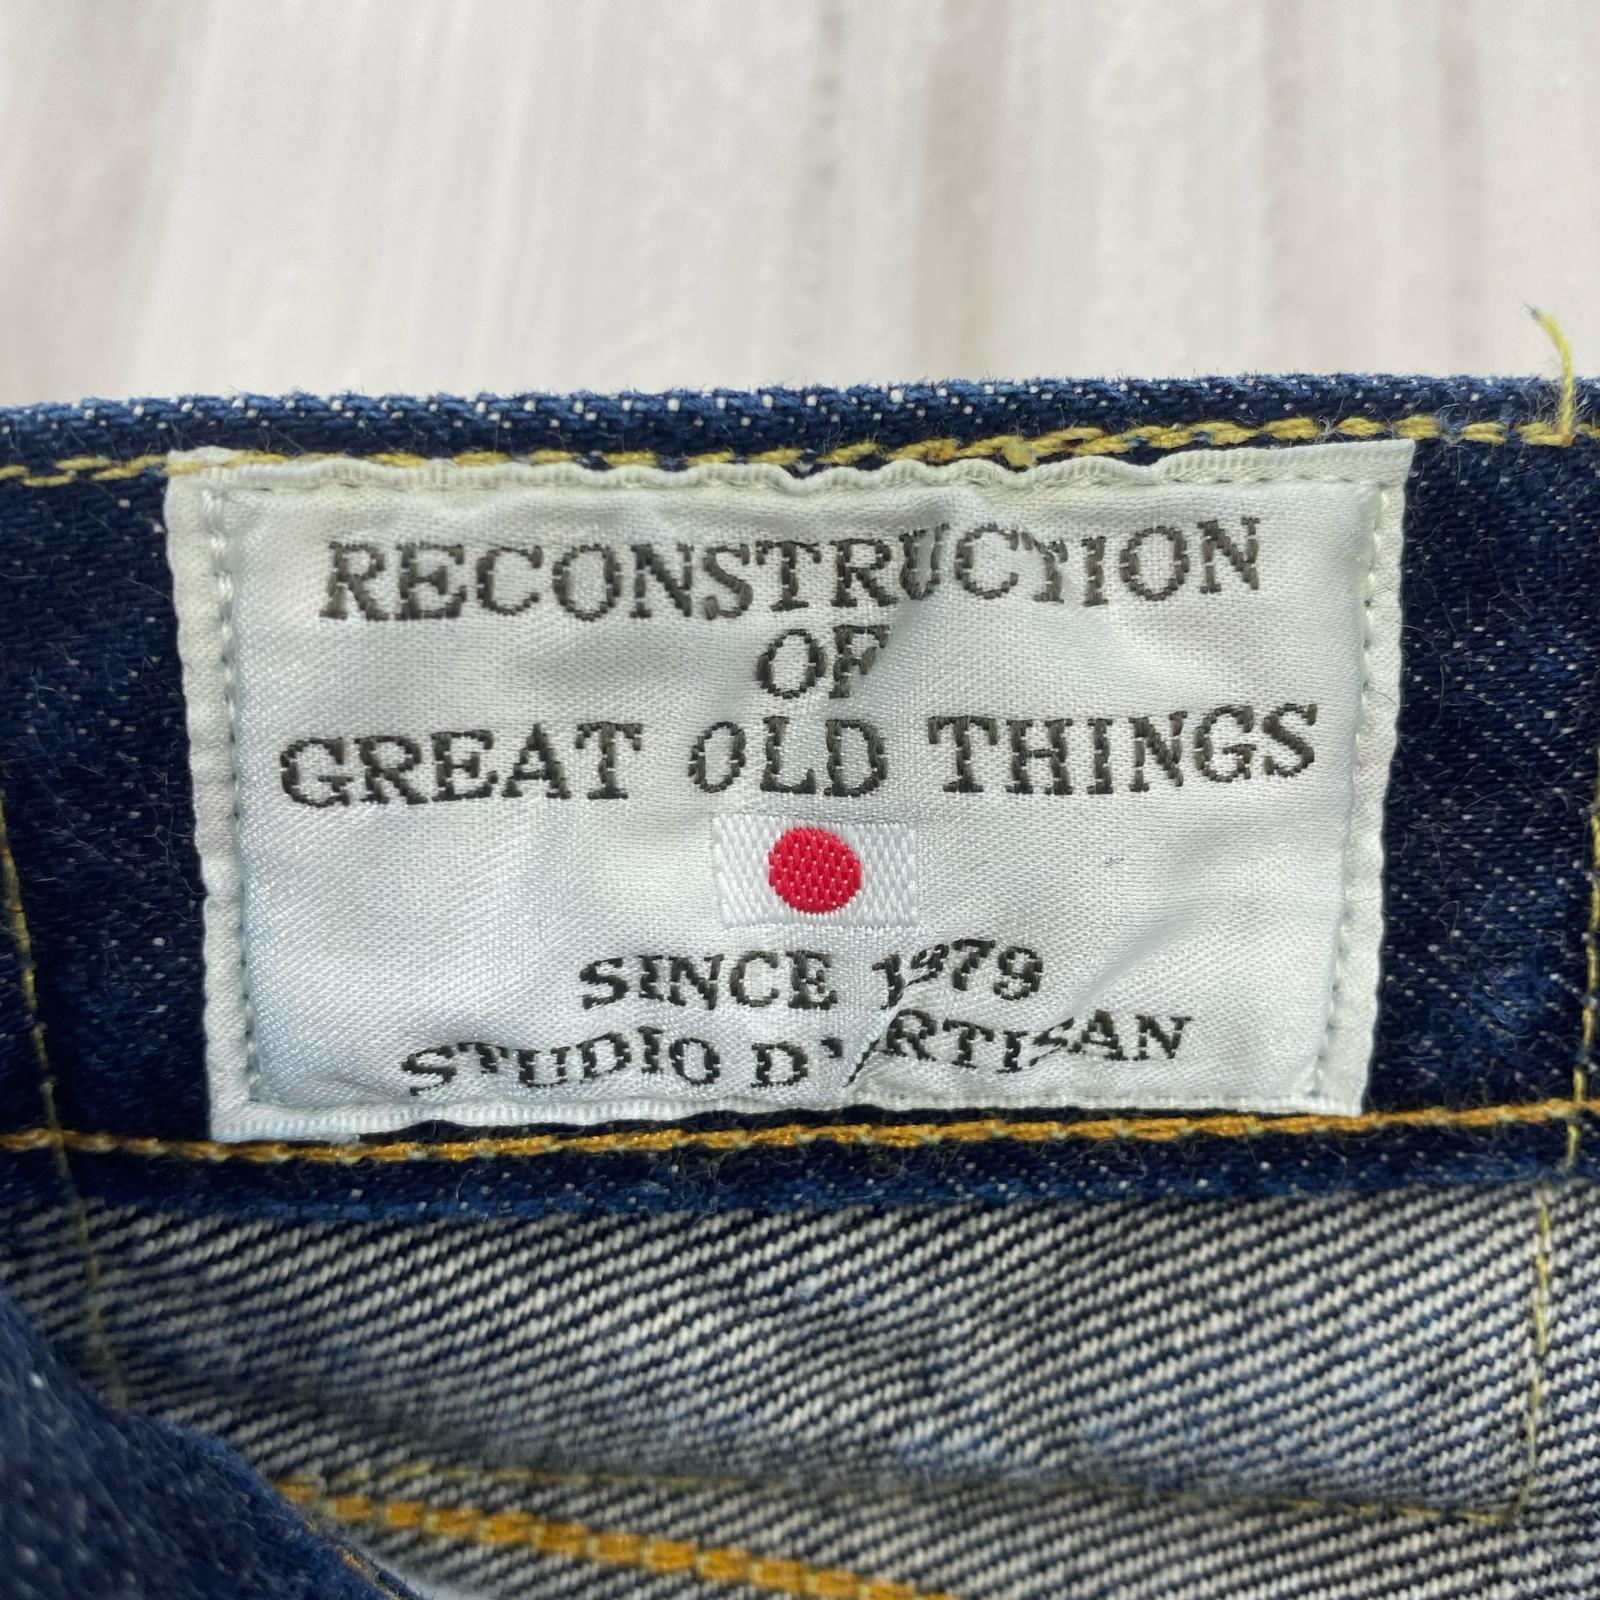 RECONSTRUCTION
OF
GREAT OLD THINGS
SINCE 1979
STUDIO D'ARTISAN